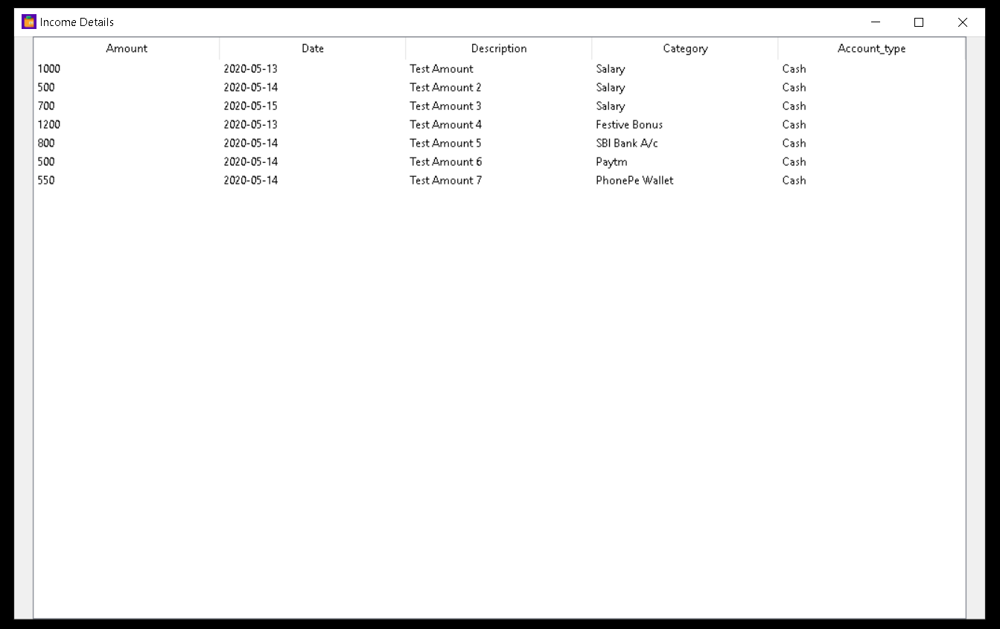 Income Details
Amount Date Description Category Account_type
1000 2020-05-13 Test Amount Salary Cash
500 2020-05-14 Test Amount 2 Salary Cash
700 2020-05-15 Test Amount 3 Salary Cash
1200 2020-05-13 Test Amount 4 Festive Bonus Cash
800 2020-05-14 Test Amount 5 SBI Bank A/c Cash
500 2020-05-14 Test Amount 6 Paytm Cash
550 2020-05-14 Test Amount 7 PhonePe Wallet Cash